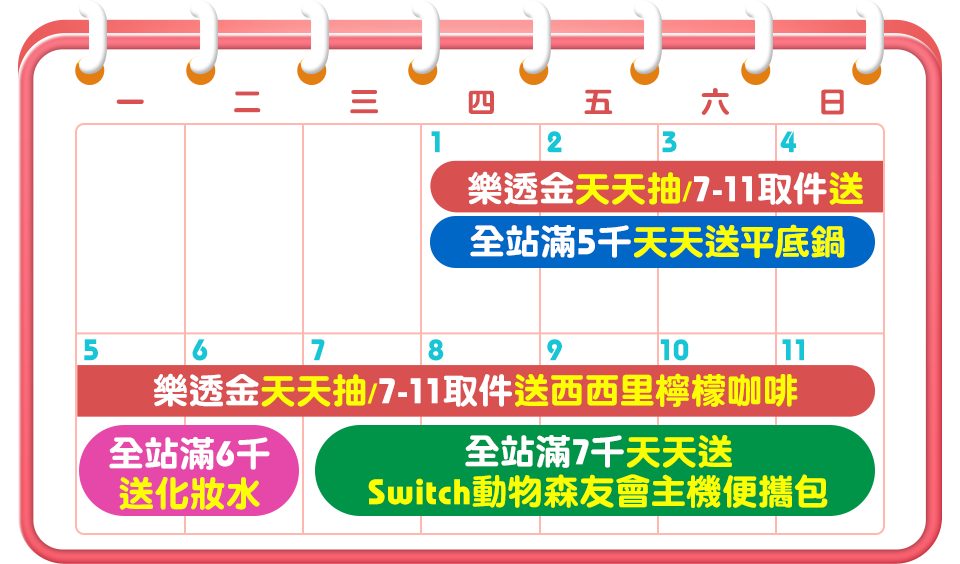 一 二 三 四 五 六 日
1 2 3 4
樂透金天天抽/7-11取件送
全站滿5千天天送平底鍋
5 6 7 8 9 10 11
樂透金天天抽/7-11取件送西西里檸檬咖啡
全站滿6千
送化妝水
全站滿7千天天送
Switch動物森友會主機便攜包